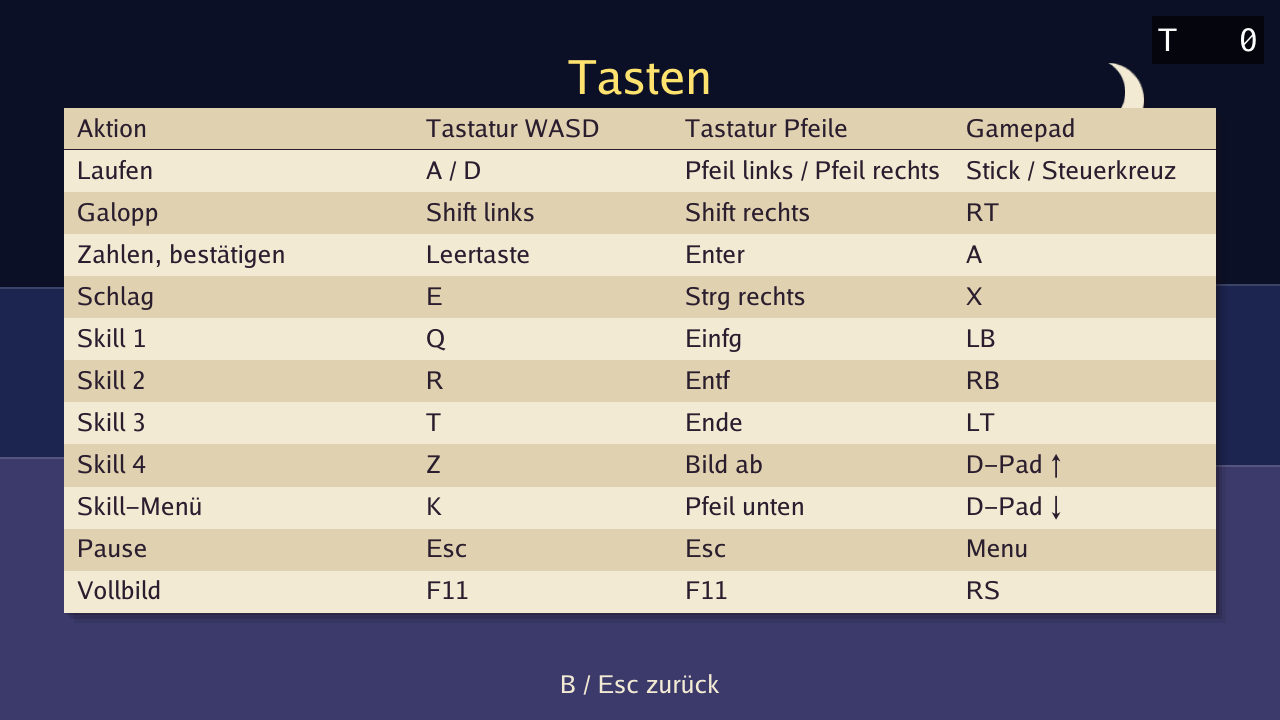 T 0
Tasten
Aktion Tastatur WASD Tastatur Pfeile Gamepad
Laufen A / D Pfeil links / Pfeil rechts Stick / Steuerkreuz
Galopp Shift links Shift rechts RT
Zahlen, bestätigen Leertaste Enter A
Schlag E Strg rechts X
Skill 1 Q Einfg LB
Skill 2 R Entf RB
Skill 3 T Ende LT
Skill 4 Z Bild ab D-Pad ↑
Skill-Menü K Pfeil unten D-Pad ↓
Pause Esc Esc Menu
Vollbild F11 F11 RS
B / Esc zurück